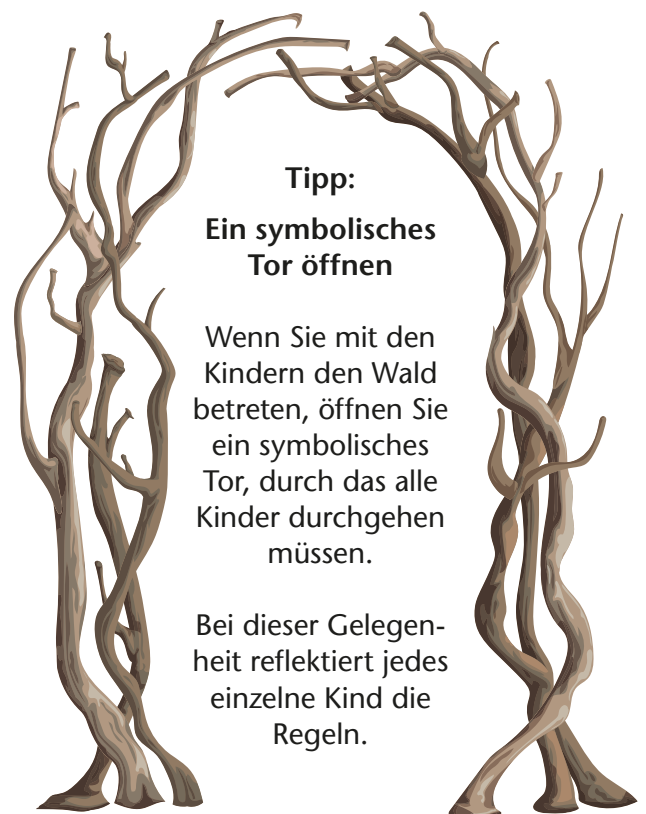 Tipp:
Ein symbolisches
Tor öffnen
Wenn Sie mit den
Kindern den Wald
betreten, öffnen Sie
ein symbolisches
Tor, durch das alle
Kinder durchgehen
müssen.
Bei dieser Gelegen-
heit reflektiert jedes
einzelne Kind die
Regeln.